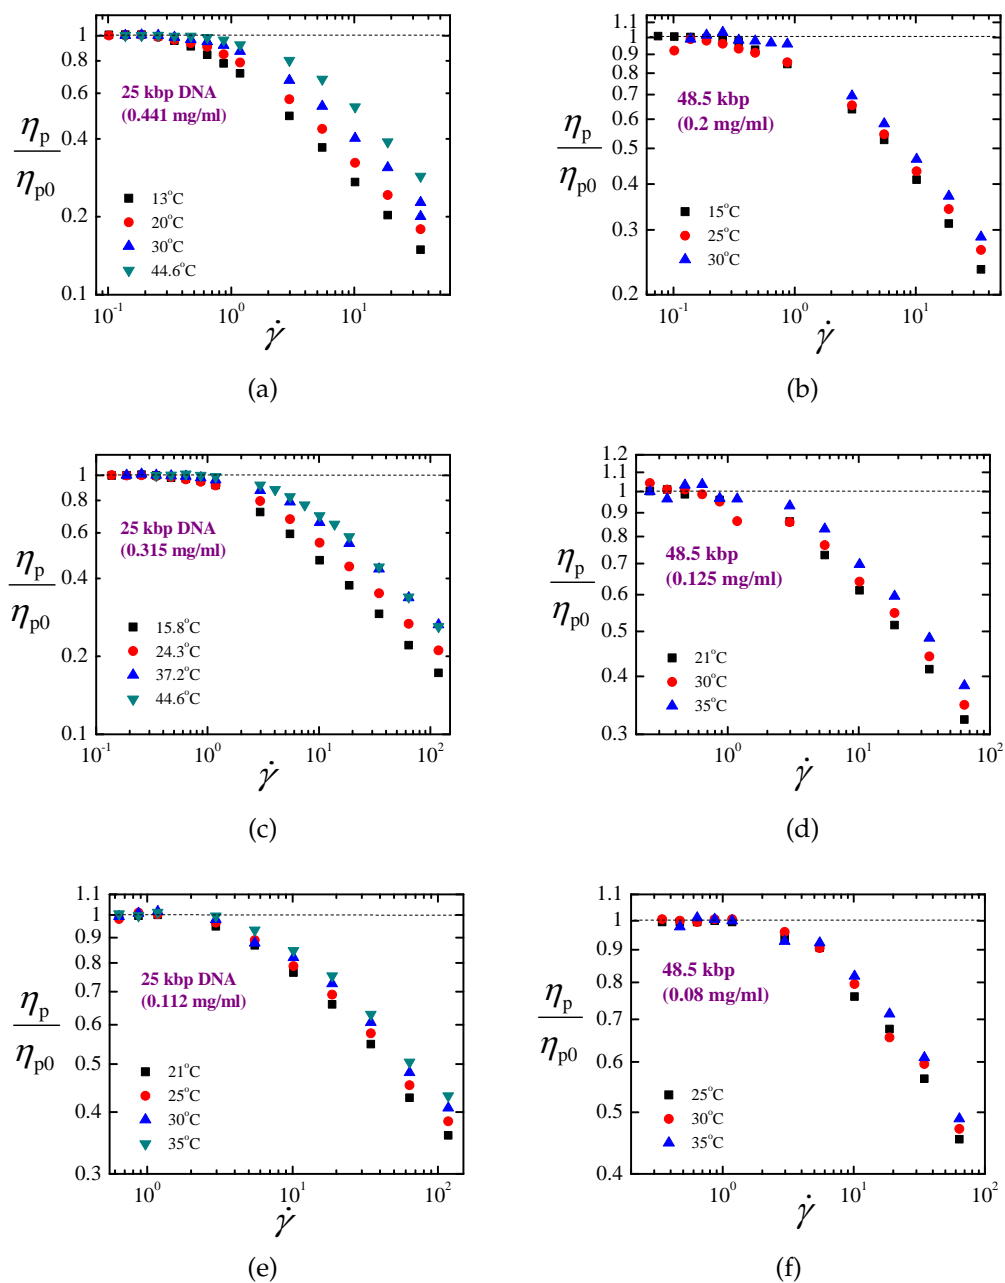 1
0.8
0.6
0.4
0.2
0.1
η_p
η_p0
25 kbp DNA
(0.441 mg/ml)
13°C
20°C
30°C
44.6°C
10^-1 10^0 10^1
γ̇
(a)
1.1
1
0.9
0.8
0.7
0.6
0.5
0.4
0.3
0.2
η_p
η_p0
48.5 kbp
(0.2 mg/ml)
15°C
25°C
30°C
10^-1 10^0 10^1
γ̇
(b)
1
0.8
0.6
0.4
0.2
0.1
η_p
η_p0
25 kbp DNA
(0.315 mg/ml)
15.8°C
24.3°C
37.2°C
44.6°C
10^-1 10^0 10^1 10^2
γ̇
(c)
1.2
1.1
1
0.9
0.8
0.7
0.6
0.5
0.4
0.3
η_p
η_p0
48.5 kbp
(0.125 mg/ml)
21°C
30°C
35°C
10^0 10^1 10^2
γ̇
(d)
1.1
1
0.9
0.8
0.7
0.6
0.5
0.4
0.3
η_p
η_p0
25 kbp DNA
(0.112 mg/ml)
21°C
25°C
30°C
35°C
10^0 10^1 10^2
γ̇
(e)
1.1
1
0.9
0.8
0.7
0.6
0.5
0.4
η_p
η_p0
48.5 kbp
(0.08 mg/ml)
25°C
30°C
35°C
10^-1 10^0 10^1 10^2
γ̇
(f)